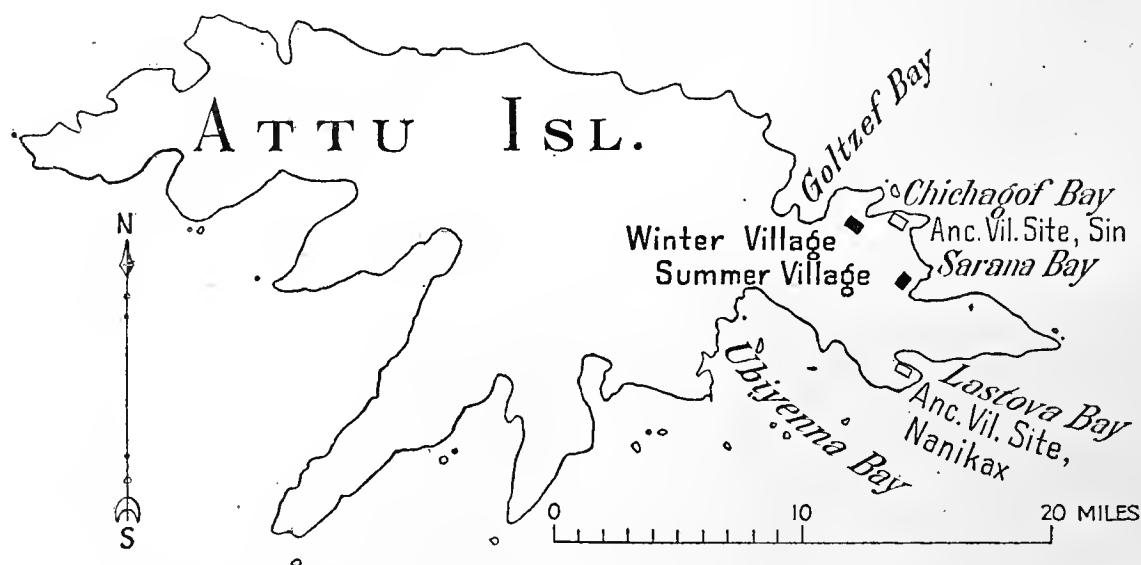 ATTU ISL.
Goltzef Bay
Chichagof Bay
Anc. Vil. Site, Sin
Winter Village
Summer Village
Sarana Bay
N
S
Ubiyenna Bay
Lastova Bay
Anc. Vil. Site,
Nanikax
0 10 20 MILES